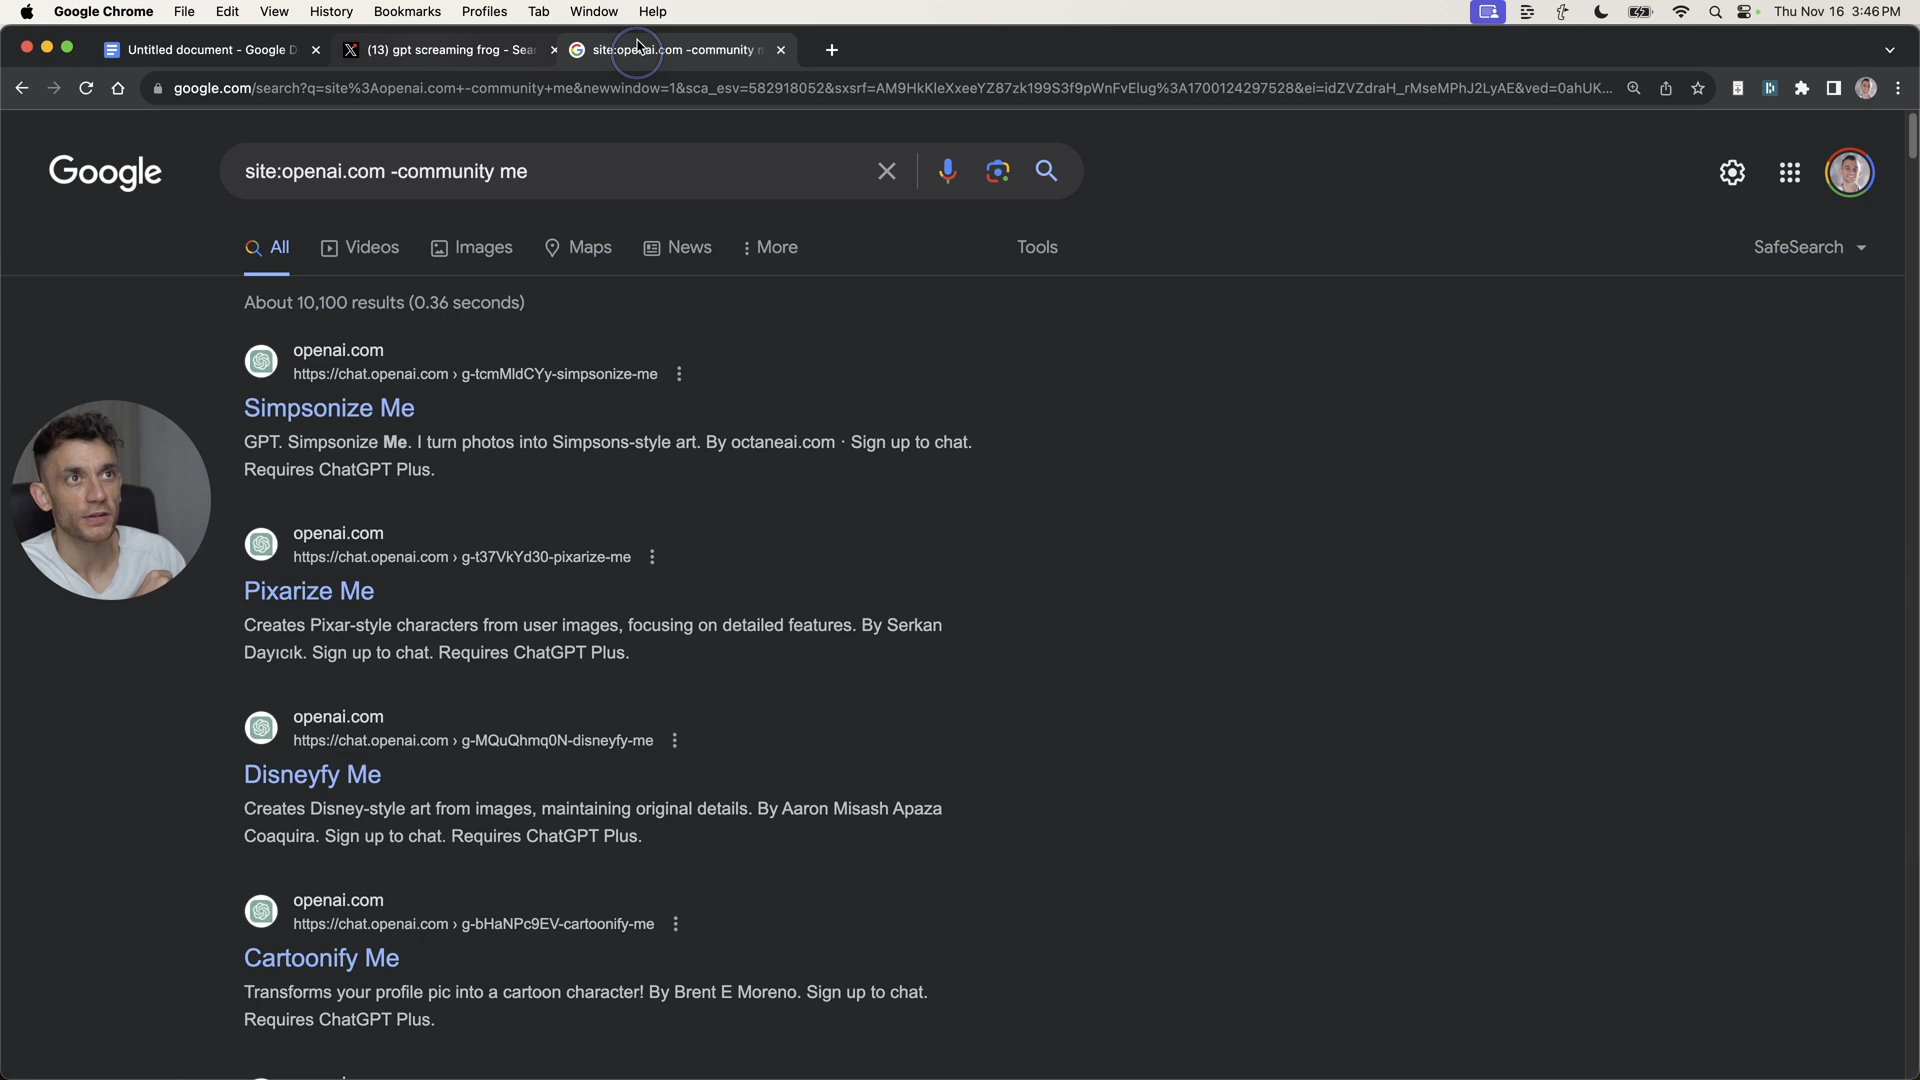 Google Chrome File Edit View History Bookmarks Profiles Tab Window Help Thu Nov 16 3:46 PM
Untitled document - Google D (13) gpt screaming frog - Sear site:openai.com -community m
google.com/search?q=site%3Aopenai.com+-community+me&newwindow=1&sca_esv=582918052&sxsrf=AM9HkKleXxeeYZ87zk199S3f9pWnFvElug%3A1700124297528&ei=idZVZdraH_rMseMPhJ2LyAE&ved=0ahUK...
Google
site:openai.com -community me
All Videos Images Maps News More Tools SafeSearch
About 10,100 results (0.36 seconds)
openai.com
https://chat.openai.com › g-tcmMldCYy-simpsonize-me
Simpsonize Me
GPT. Simpsonize Me. I turn photos into Simpsons-style art. By octaneai.com · Sign up to chat.
Requires ChatGPT Plus.
openai.com
https://chat.openai.com › g-t37VkYd30-pixarize-me
Pixarize Me
Creates Pixar-style characters from user images, focusing on detailed features. By Serkan
Dayıcık. Sign up to chat. Requires ChatGPT Plus.
openai.com
https://chat.openai.com › g-MQuQhmq0N-disneyfy-me
Disneyfy Me
Creates Disney-style art from images, maintaining original details. By Aaron Misash Apaza
Coaquira. Sign up to chat. Requires ChatGPT Plus.
openai.com
https://chat.openai.com › g-bHaNPc9EV-cartoonify-me
Cartoonify Me
Transforms your profile pic into a cartoon character! By Brent E Moreno. Sign up to chat.
Requires ChatGPT Plus.